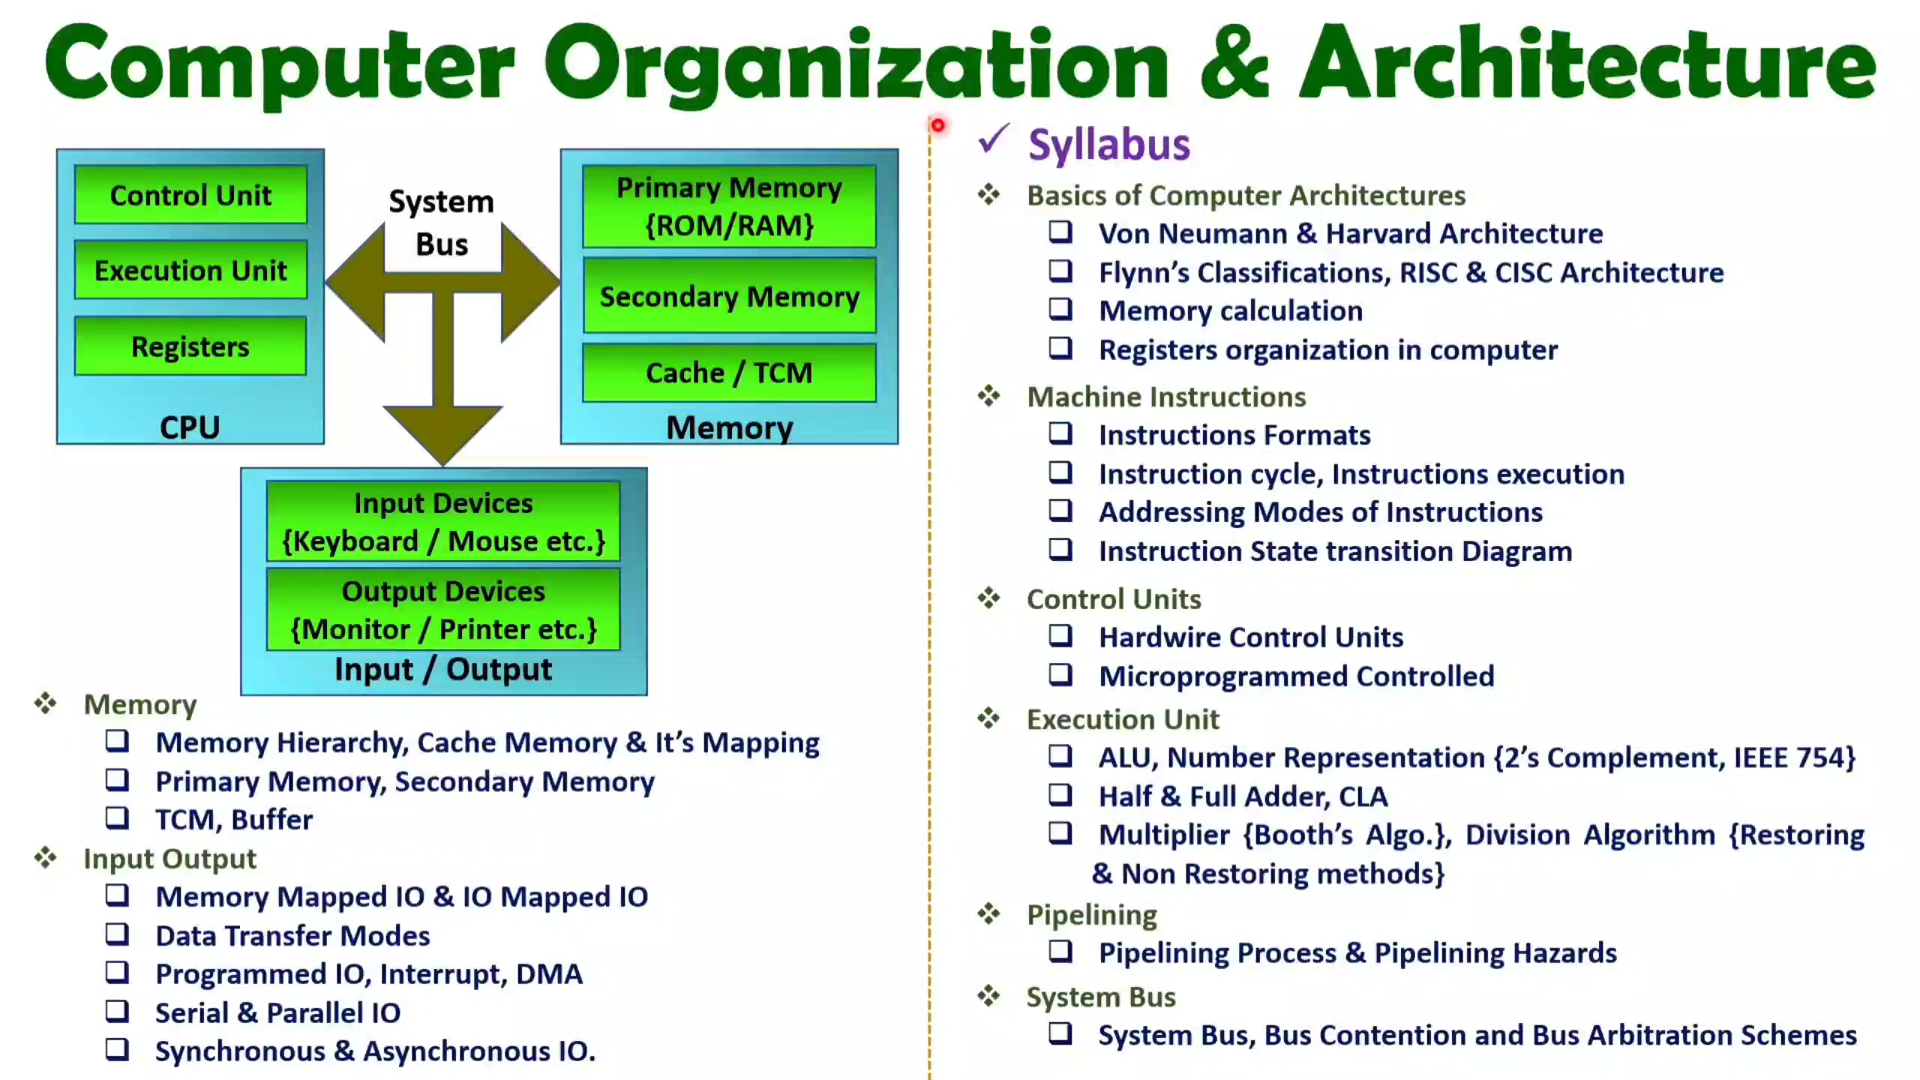 Computer Organization & Architecture
Control Unit
Execution Unit
Registers
CPU
System
Bus
Primary Memory
{ROM/RAM}
Secondary Memory
Cache / TCM
Memory
Input Devices
{Keyboard / Mouse etc.}
Output Devices
{Monitor / Printer etc.}
Input / Output
Memory
Memory Hierarchy, Cache Memory & It's Mapping
Primary Memory, Secondary Memory
TCM, Buffer
Input Output
Memory Mapped IO & IO Mapped IO
Data Transfer Modes
Programmed IO, Interrupt, DMA
Serial & Parallel IO
Synchronous & Asynchronous IO.
✓ Syllabus
Basics of Computer Architectures
Von Neumann & Harvard Architecture
Flynn's Classifications, RISC & CISC Architecture
Memory calculation
Registers organization in computer
Machine Instructions
Instructions Formats
Instruction cycle, Instructions execution
Addressing Modes of Instructions
Instruction State transition Diagram
Control Units
Hardwire Control Units
Microprogrammed Controlled
Execution Unit
ALU, Number Representation {2's Complement, IEEE 754}
Half & Full Adder, CLA
Multiplier {Booth's Algo.}, Division Algorithm {Restoring
& Non Restoring methods}
Pipelining
Pipelining Process & Pipelining Hazards
System Bus
System Bus, Bus Contention and Bus Arbitration Schemes